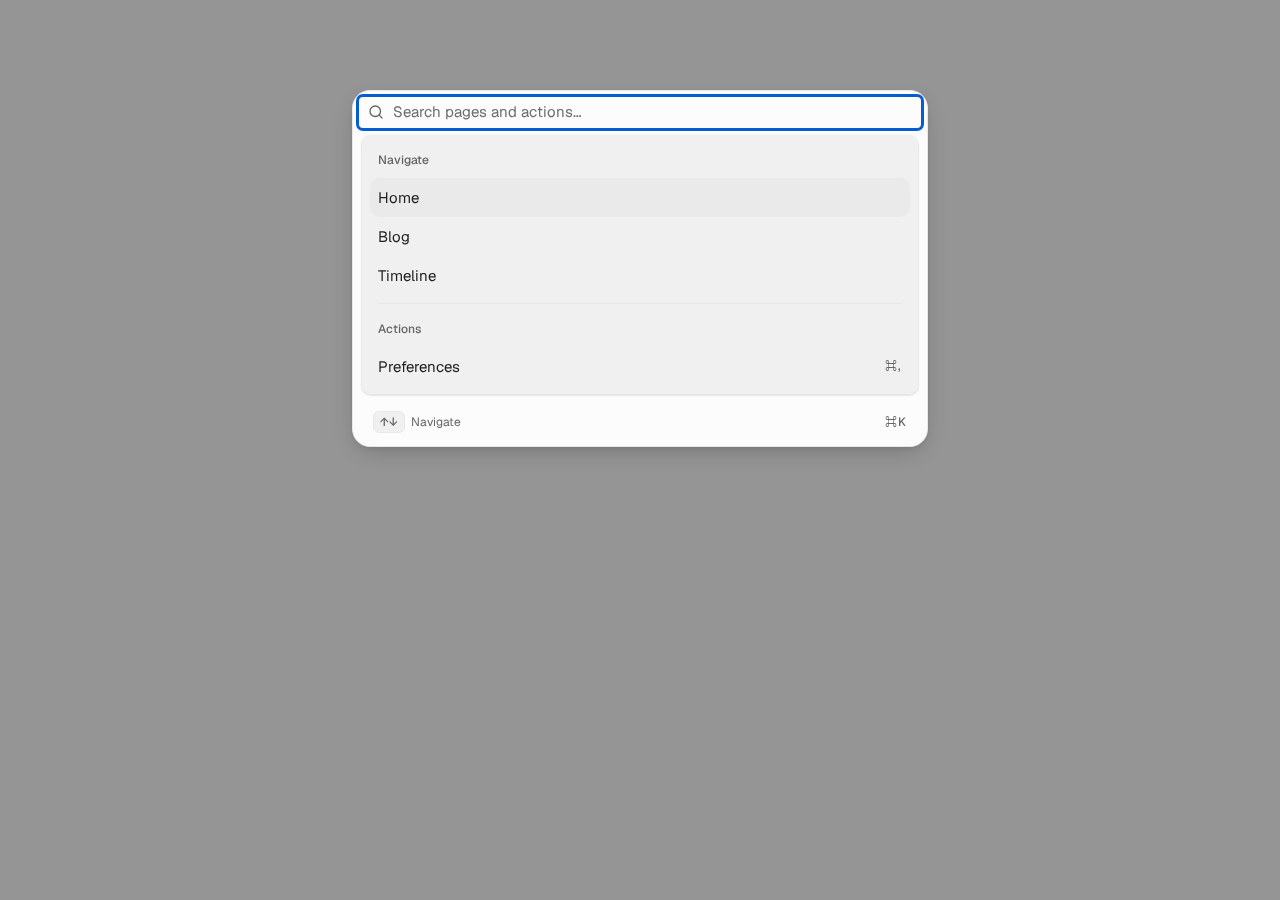 Search pages and actions…
Navigate
Home
Blog
Timeline
Actions
Preferences ⌘,
↑↓ Navigate ⌘K